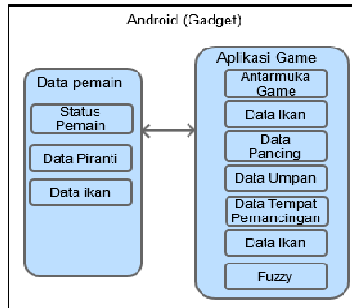 Android (Gadget)
Data pemain
Status
Pemain
Data Piranti
Data ikan
Aplikasi Game
Antarmuka
Game
Data Ikan
Data
Pancing
Data Umpan
Data Tempat
Pemancingan
Data Ikan
Fuzzy